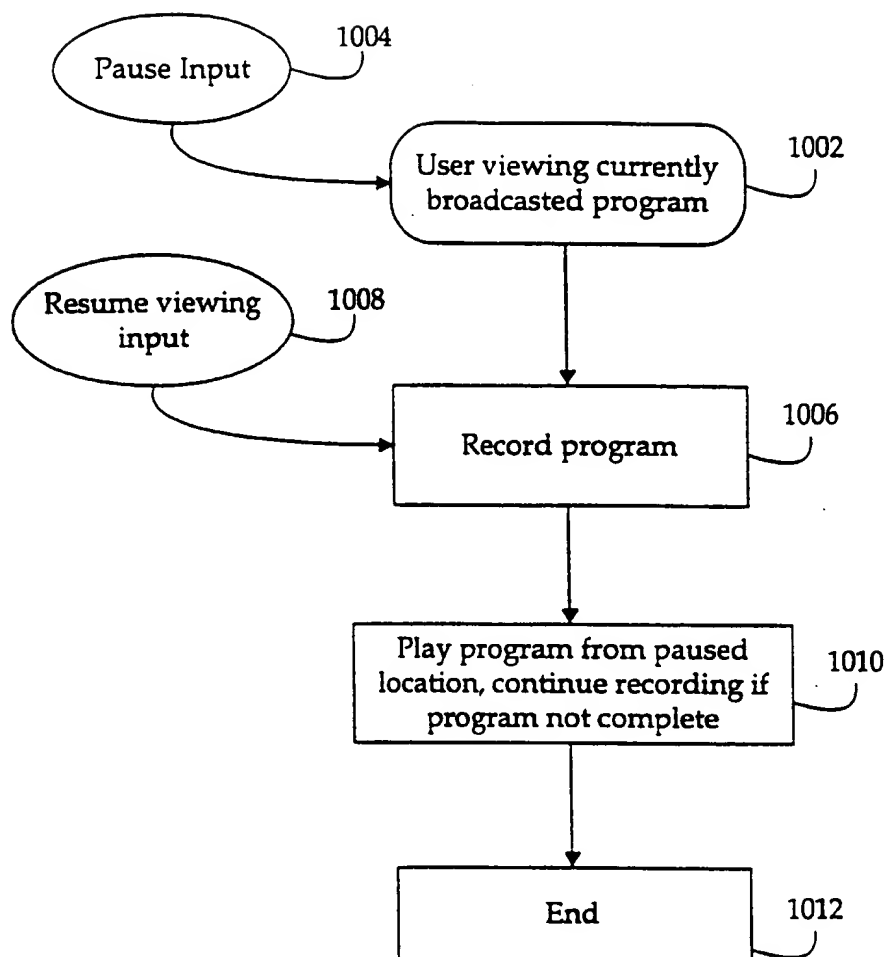 1004
Pause Input
1002
User viewing currently
broadcasted program
1008
Resume viewing
input
1006
Record program
1010
Play program from paused
location, continue recording if
program not complete
End
1012